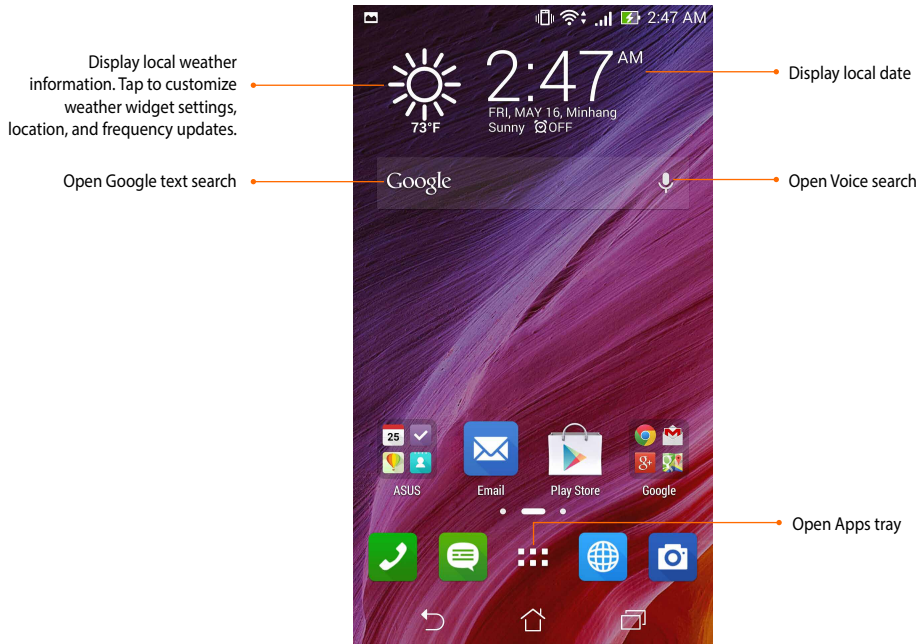 2:47 AM
Display local weather
information. Tap to customize
weather widget settings,
location, and frequency updates.
2:47 AM
FRI, MAY 16, Minhang
Sunny OFF
73°F
Display local date
Open Google text search
Google
Open Voice search
25
8+
ASUS
Email
Play Store
Google
Open Apps tray